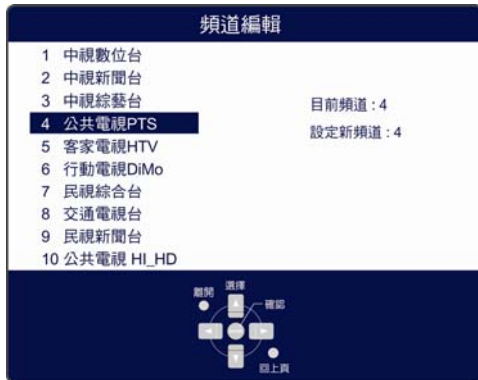 頻道編輯
1 中視數位台
2 中視新聞台
3 中視綜藝台
4 公共電視PTS
5 客家電視HTV
6 行動電視DiMo
7 民視綜合台
8 交通電視台
9 民視新聞台
10 公共電視 HI_HD
目前頻道 : 4
設定新頻道 : 4
離開
選擇
確認
回上頁